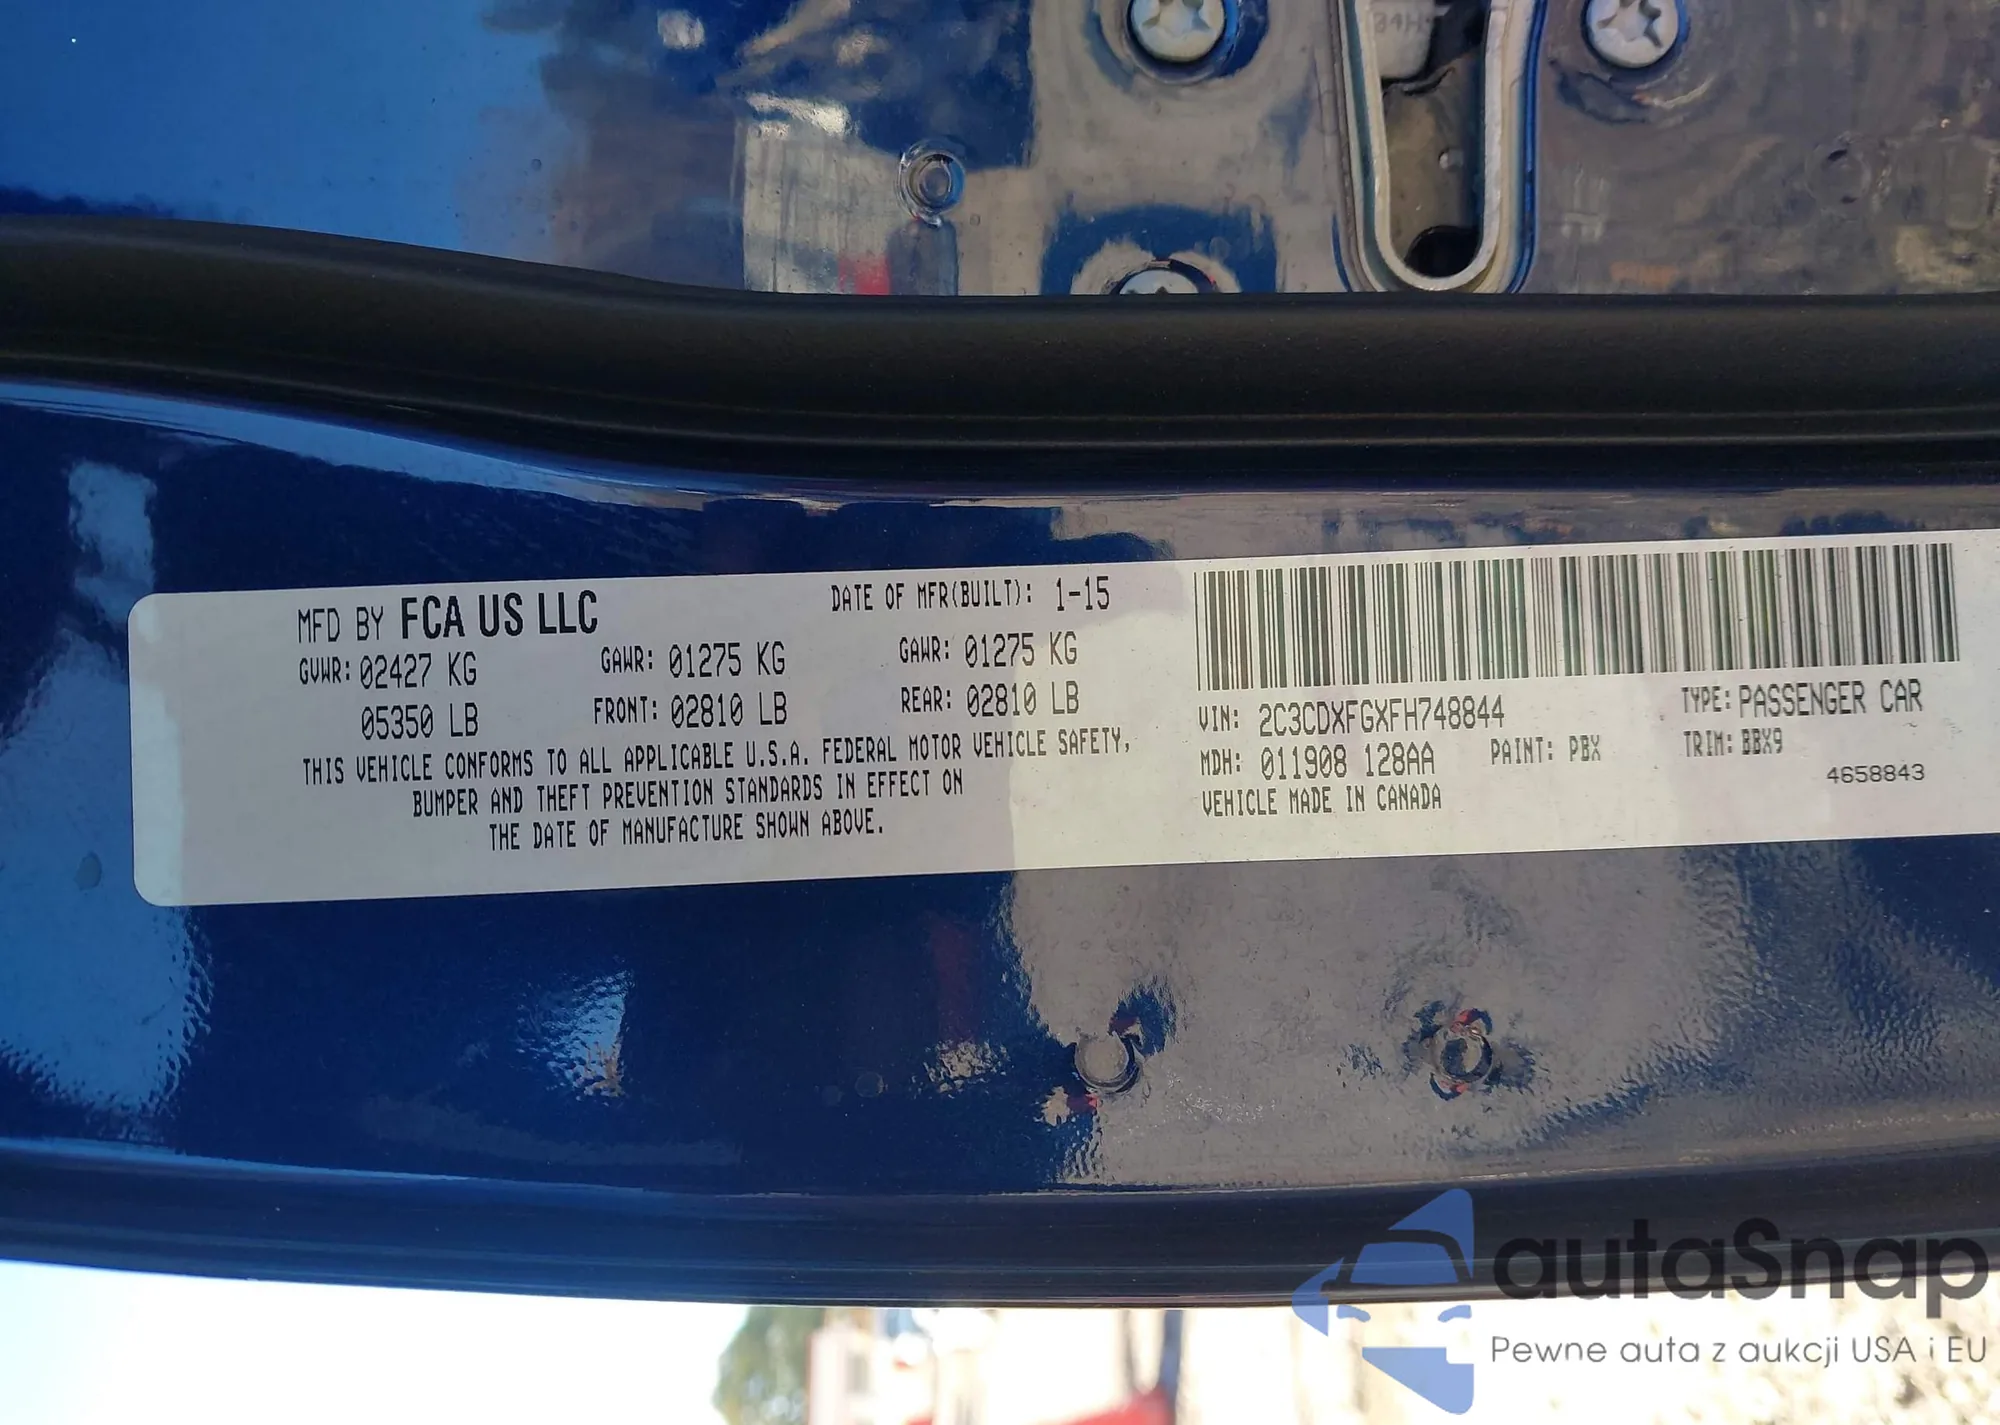 MFD BY FCA US LLC
DATE OF MFR(BUILT): 1-15
GVWR: 02427 KG
GAWR: 01275 KG
GAWR: 01275 KG
05350 LB
FRONT: 02810 LB
REAR: 02810 LB
THIS VEHICLE CONFORMS TO ALL APPLICABLE U.S.A. FEDERAL MOTOR VEHICLE SAFETY,
BUMPER AND THEFT PREVENTION STANDARDS IN EFFECT ON
THE DATE OF MANUFACTURE SHOWN ABOVE.
VIN: 2C3CDXFGXFH748844
TYPE: PASSENGER CAR
MDH: 011908 128AA
PAINT: PBX
TRIM: BBX9
VEHICLE MADE IN CANADA
4658843
autaSnap
Pewne auta z aukcji USA i EU